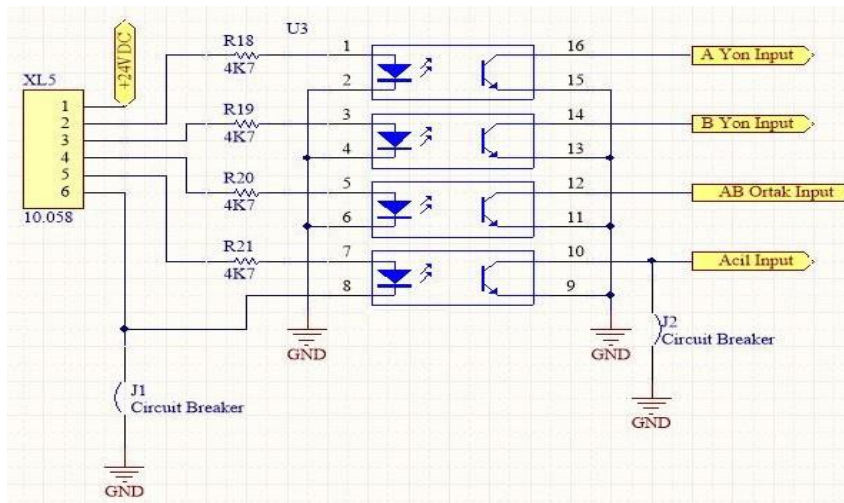 +24VDC
XL5
1
2
3
4
5
6
10.058
R18
4K7
R19
4K7
R20
4K7
R21
4K7
U3
1
2
3
4
5
6
7
8
16
15
14
13
12
11
10
9
A Yon Input
B Yon Input
AB Ortak Input
Acil Input
GND
GND
J2
Circuit Breaker
GND
J1
Circuit Breaker
GND